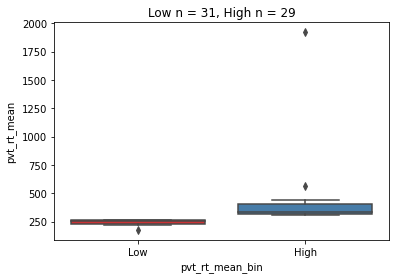 Low n = 31, High n = 29
2000
1750
1500
1250
1000
750
500
250
pvt_rt_mean
Low
High
pvt_rt_mean_bin